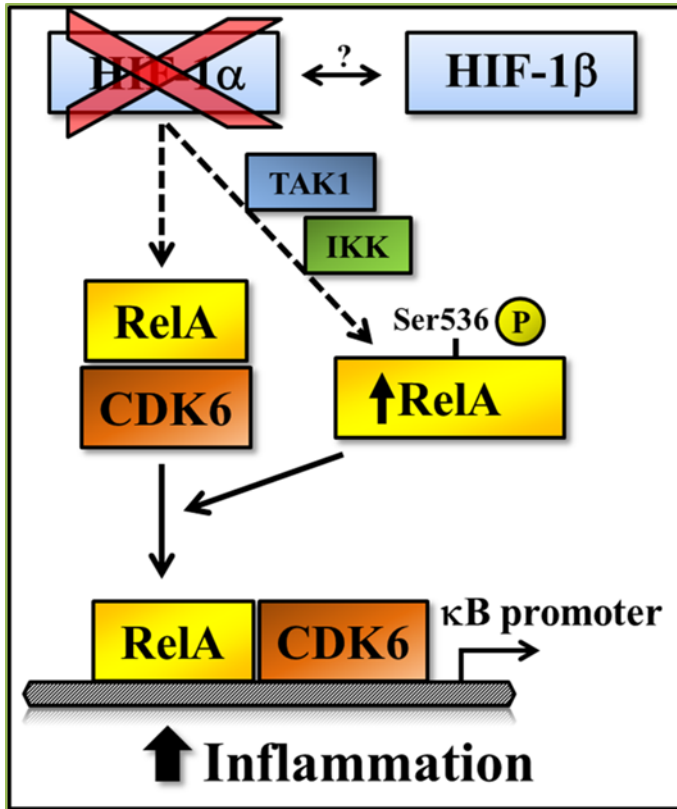 HIF-1α
?
HIF-1β
TAK1
IKK
RelA
CDK6
Ser536 P
RelA
RelA CDK6
κB promoter
Inflammation